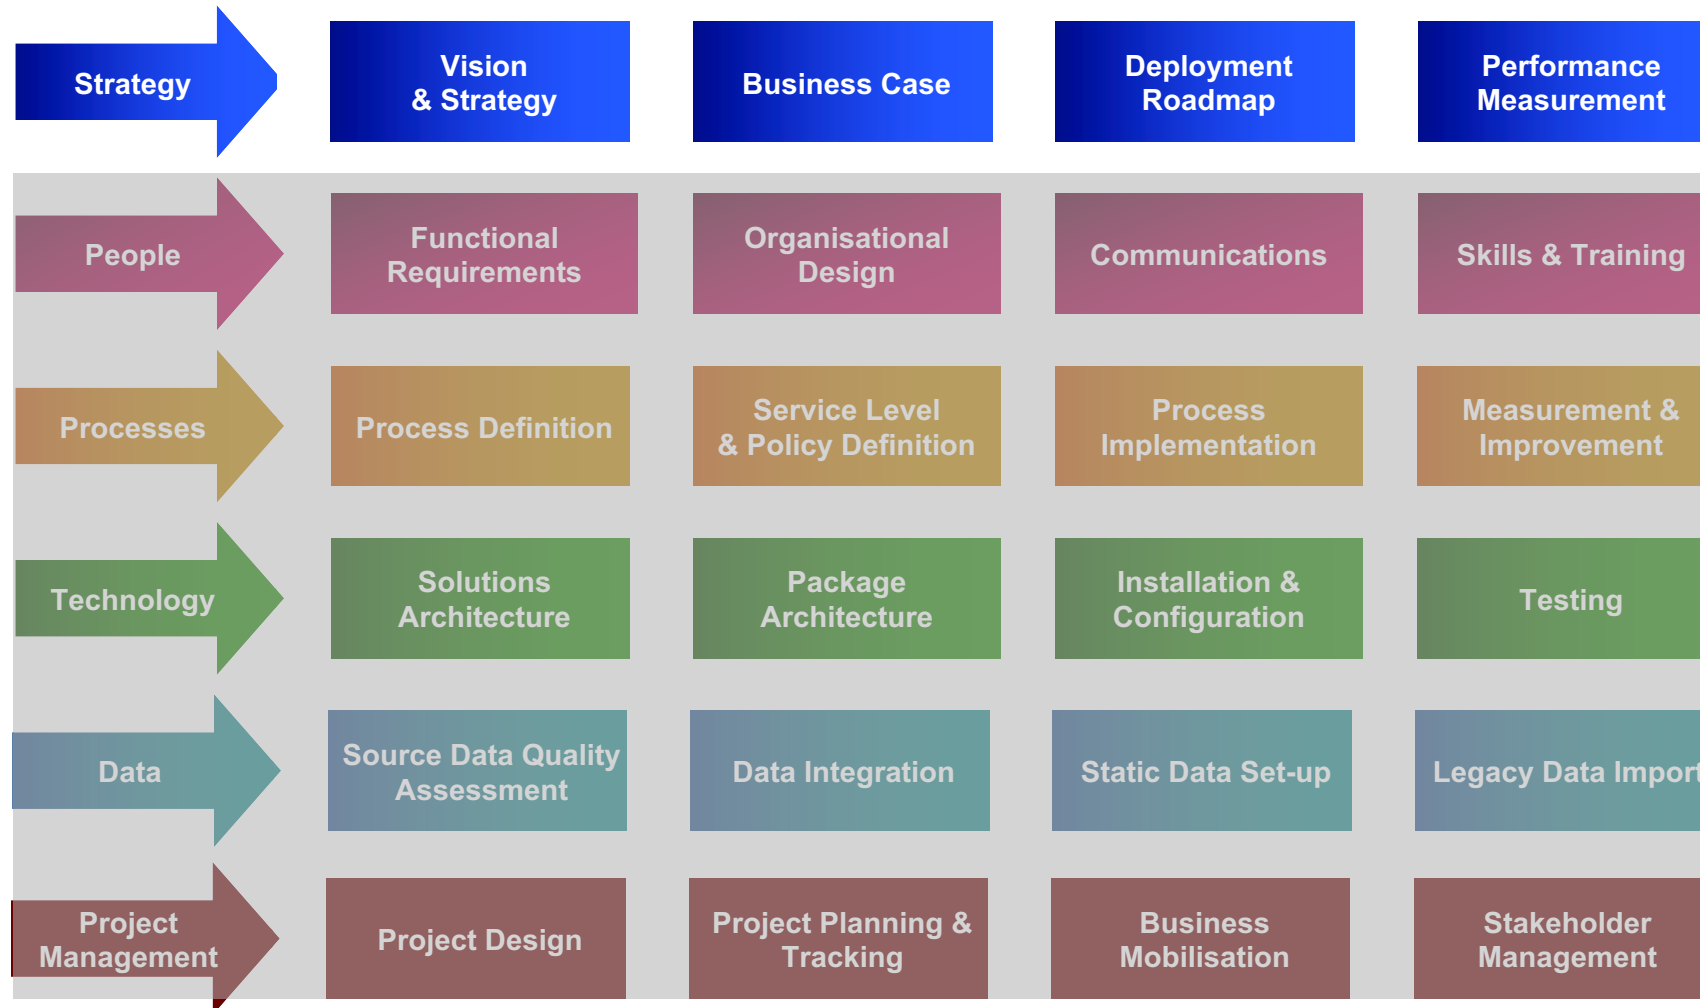 Strategy
Vision
& Strategy
Business Case
Deployment
Roadmap
Performance
Measurement
People
Functional
Requirements
Organisational
Design
Communications
Skills & Training
Processes
Process Definition
Service Level
& Policy Definition
Process
Implementation
Measurement &
Improvement
Technology
Solutions
Architecture
Package
Architecture
Installation &
Configuration
Testing
Data
Source Data Quality
Assessment
Data Integration
Static Data Set-up
Legacy Data Import
Project
Management
Project Design
Project Planning &
Tracking
Business
Mobilisation
Stakeholder
Management